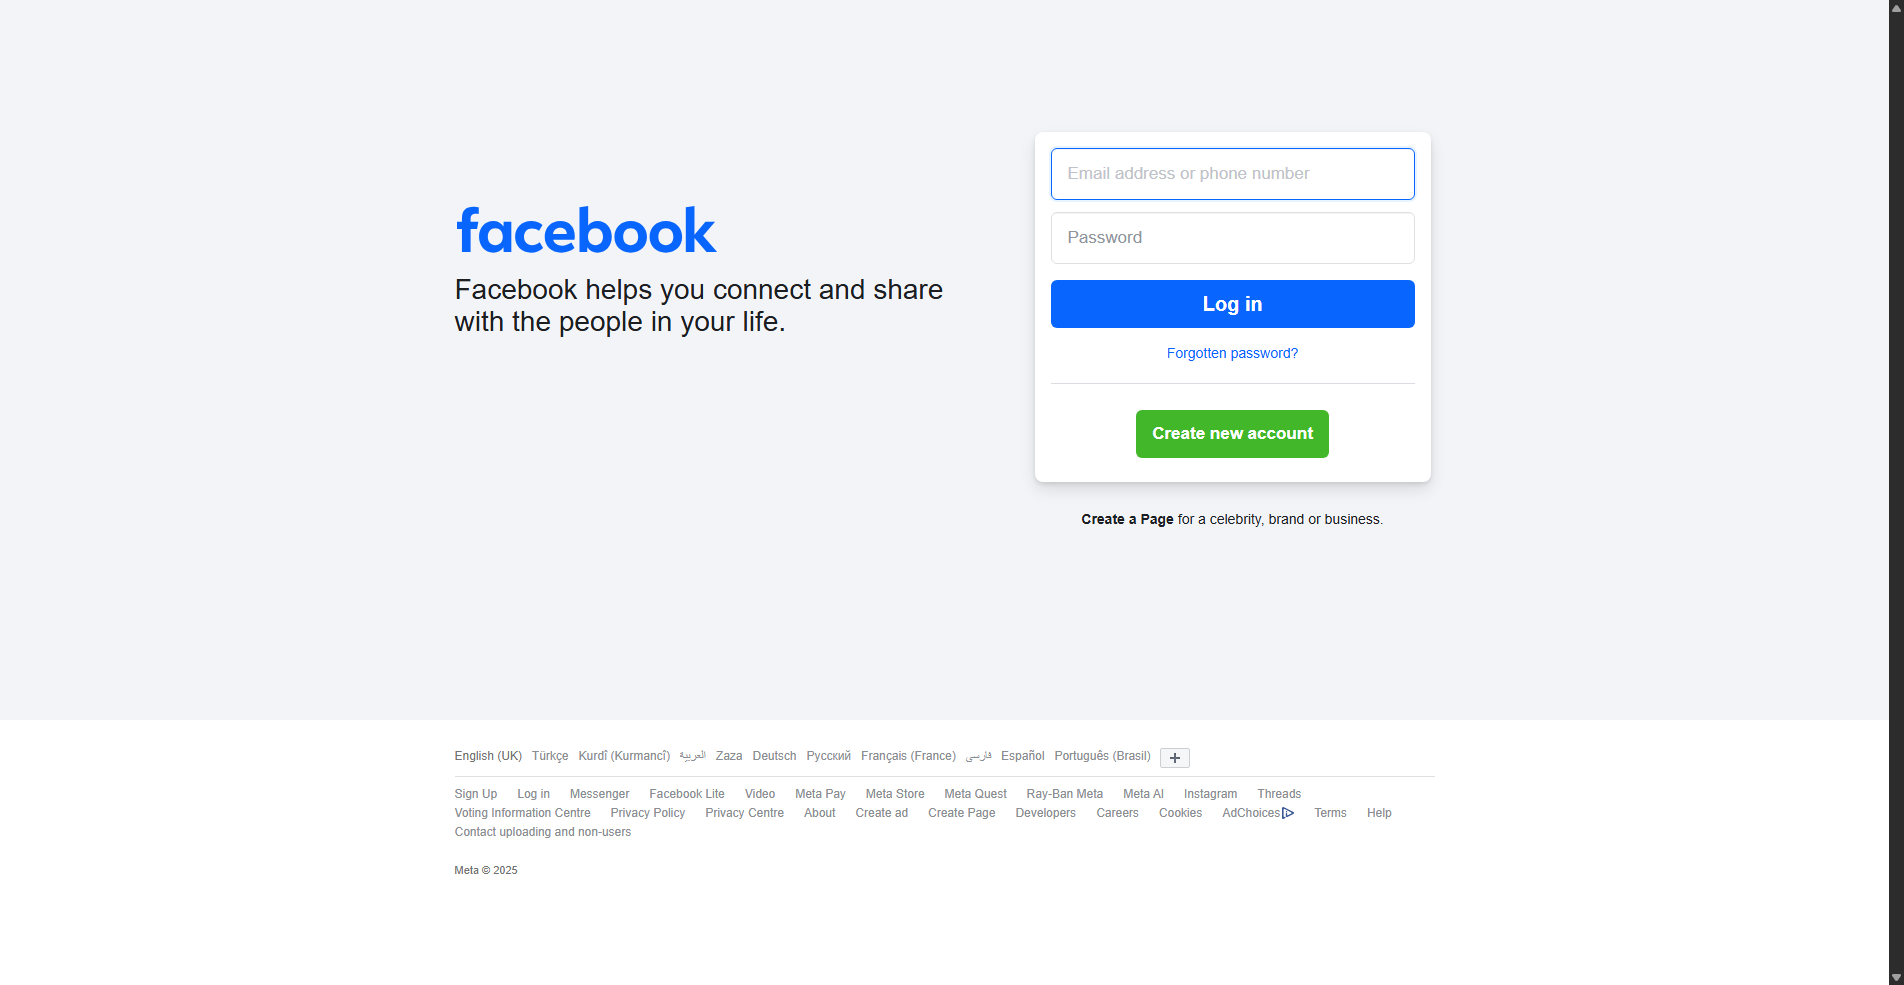 facebook
Facebook helps you connect and share
with the people in your life.
Email address or phone number
Password
Log in
Forgotten password?
Create new account
Create a Page for a celebrity, brand or business.
English (UK) Türkçe Kurdî (Kurmancî) العربية Zaza Deutsch Русский Français (France) فارسی Español Português (Brasil)
Sign Up Log in Messenger Facebook Lite Video Meta Pay Meta Store Meta Quest Ray-Ban Meta Meta AI Instagram Threads
Voting Information Centre Privacy Policy Privacy Centre About Create ad Create Page Developers Careers Cookies AdChoices Terms Help
Contact uploading and non-users
Meta © 2025